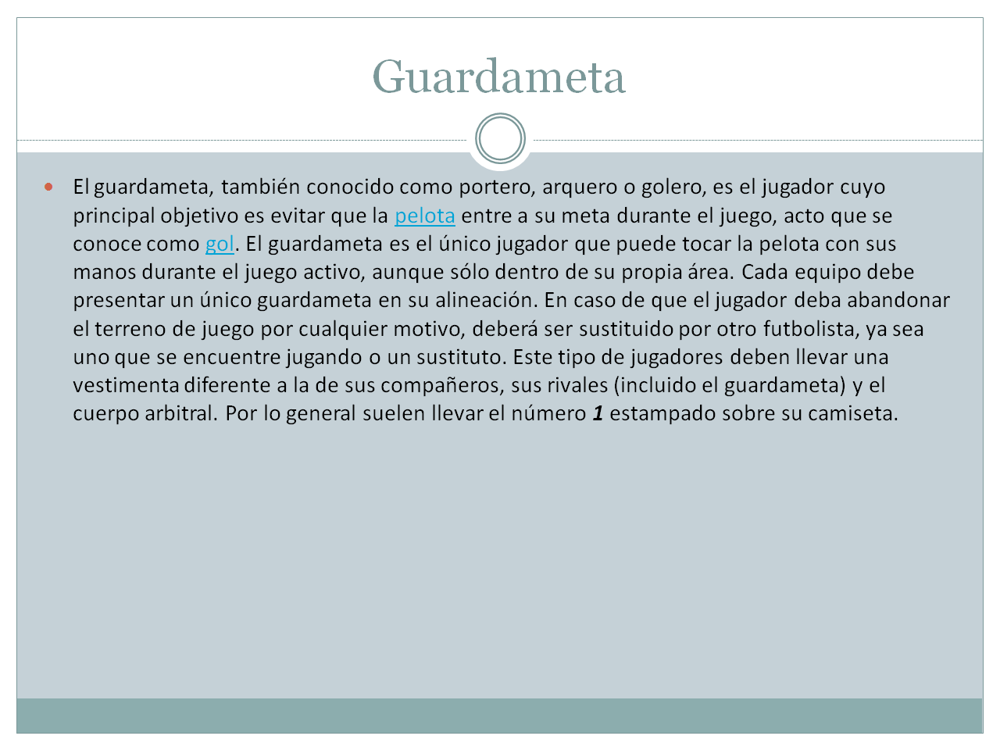 Guardameta
• El guardameta, también conocido como portero, arquero o golero, es el jugador cuyo
principal objetivo es evitar que la pelota entre a su meta durante el juego, acto que se
conoce como gol. El guardameta es el único jugador que puede tocar la pelota con sus
manos durante el juego activo, aunque sólo dentro de su propia área. Cada equipo debe
presentar un único guardameta en su alineación. En caso de que el jugador deba abandonar
el terreno de juego por cualquier motivo, deberá ser sustituido por otro futbolista, ya sea
uno que se encuentre jugando o un sustituto. Este tipo de jugadores deben llevar una
vestimenta diferente a la de sus compañeros, sus rivales (incluido el guardameta) y el
cuerpo arbitral. Por lo general suelen llevar el número 1 estampado sobre su camiseta.